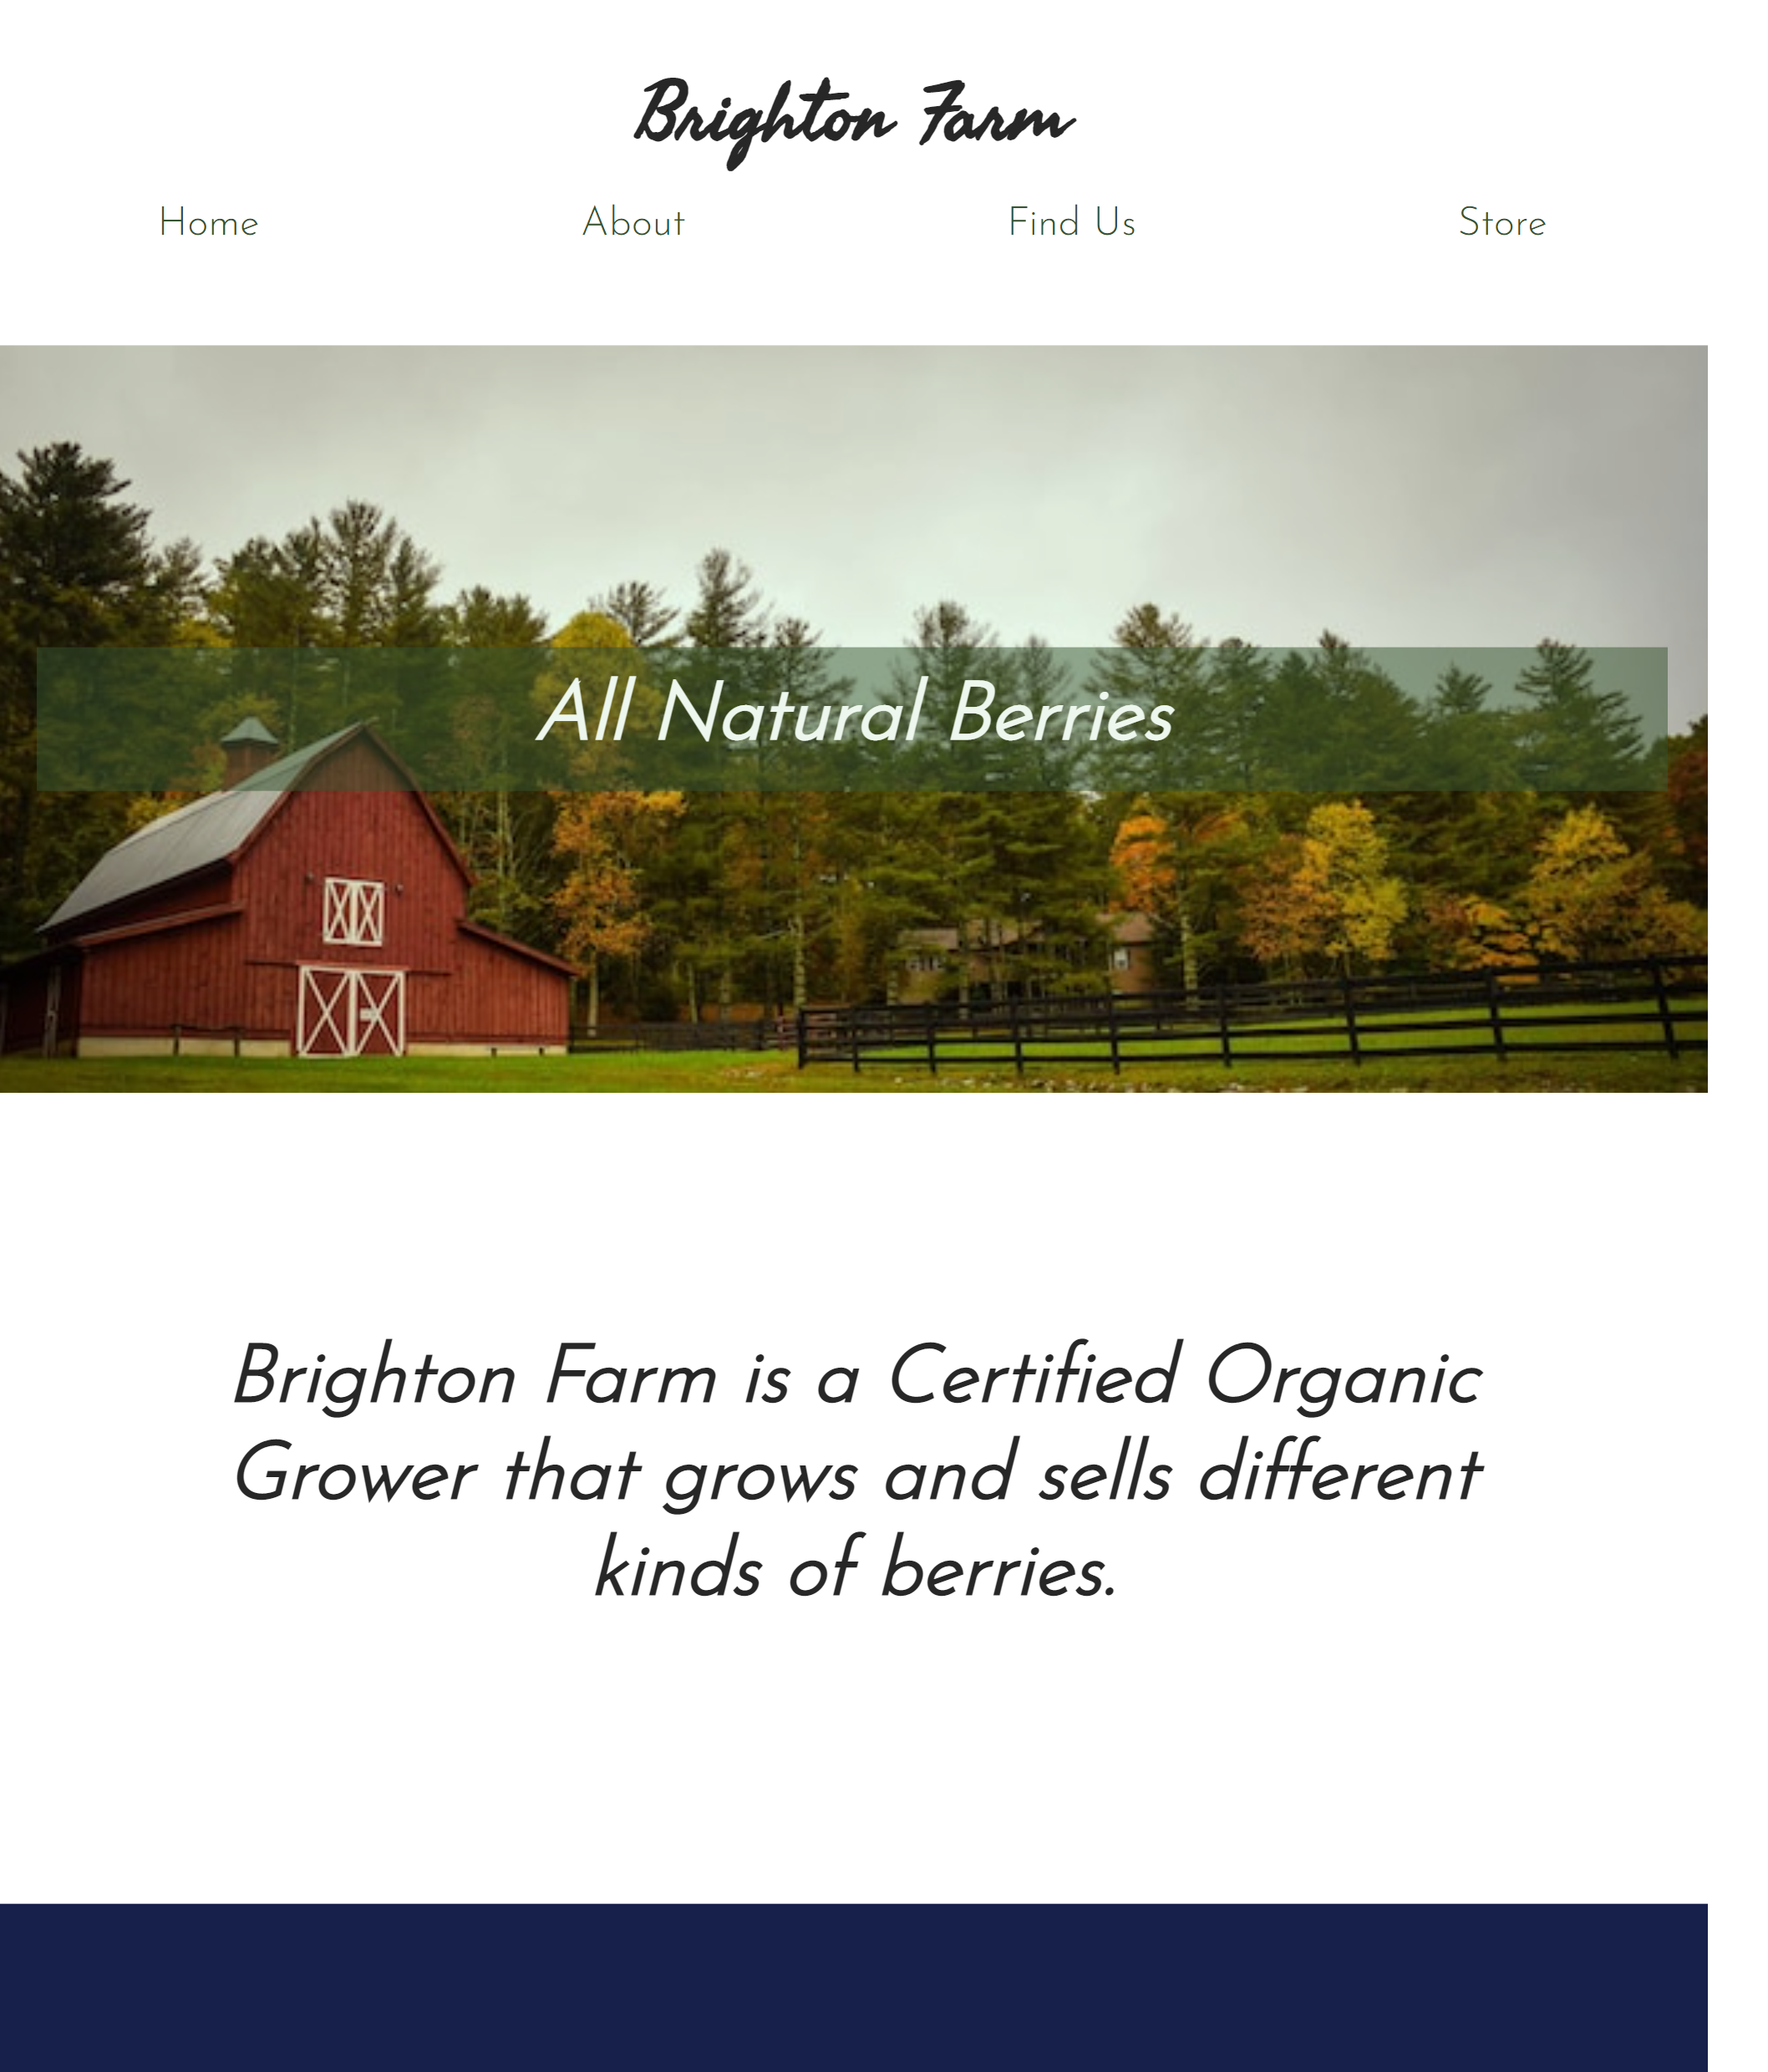 Brighton Farm
Home About Find Us Store
All Natural Berries
Brighton Farm is a Certified Organic
Grower that grows and sells different
kinds of berries.